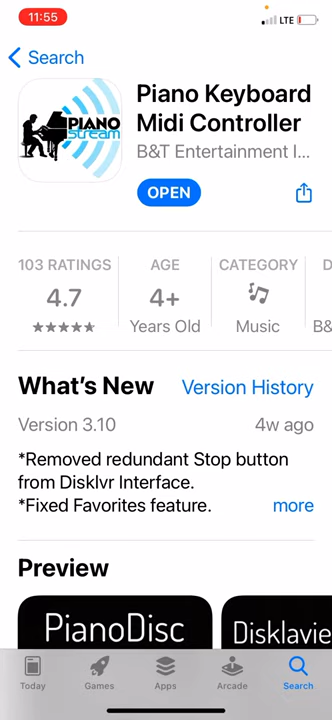 11:55
LTE
Search
PIANO
stream
Piano Keyboard
Midi Controller
B&T Entertainment I...
OPEN
103 RATINGS
AGE
CATEGORY
D
4.7
4+
Years Old
Music
B&
What's New
Version History
Version 3.10
4w ago
*Removed redundant Stop button
from Disklvr Interface.
*Fixed Favorites feature.
more
Preview
PianoDisc
Disklavie
Today
Games
Apps
Arcade
Search